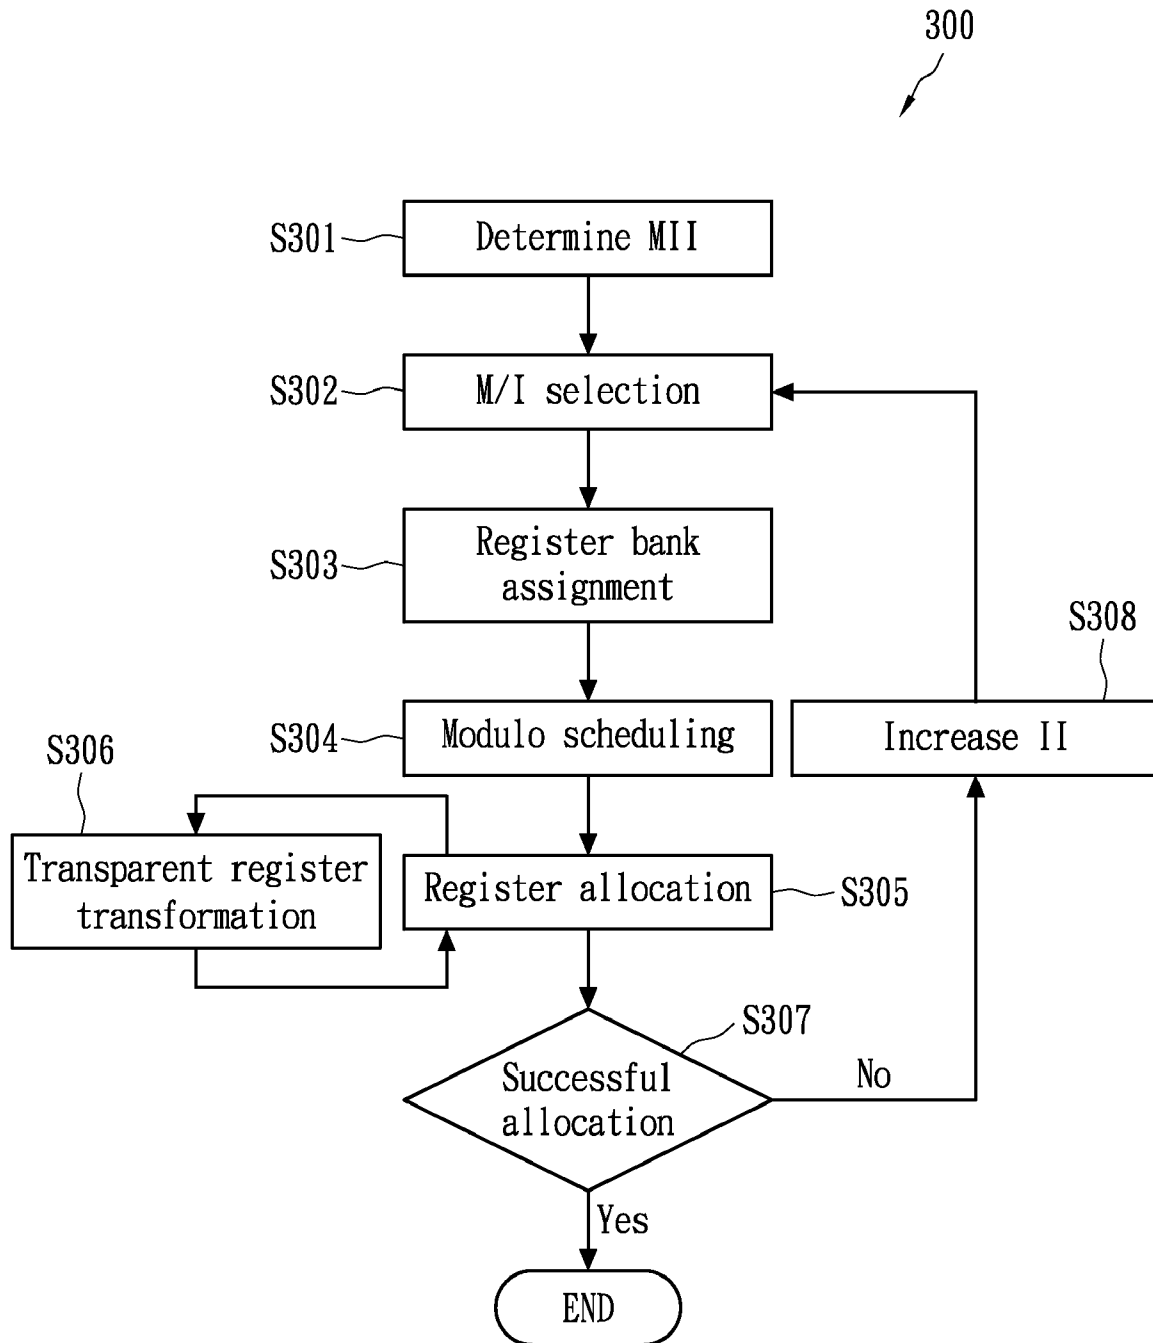 300
S301
Determine MII
S302
M/I selection
S303
Register bank
assignment
S308
S304
Modulo scheduling
Increase II
S306
Transparent register
transformation
Register allocation
S305
S307
Successful
allocation
No
Yes
END